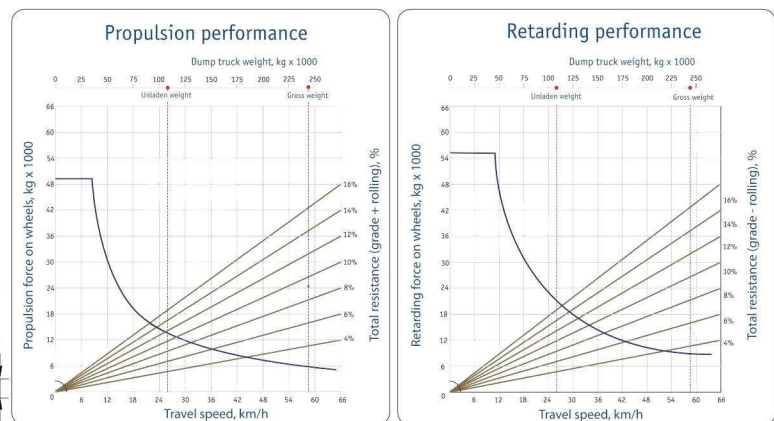 Propulsion performance
Dump truck weight, kg x 1000
0 25 50 75 100 125 150 175 200 225 250
Unladen weight Gross weight
Propulsion force on wheels, kg x 1000
66
60
54
48
42
36
30
24
18
12
6
0
16%
14%
12%
10%
8%
6%
4%
Total resistance (grade + rolling), %
6 12 18 24 30 36 42 48 54 60 66
Travel speed, km/h
Retarding performance
Dump truck weight, kg x 1000
0 25 50 75 100 125 150 175 200 225 250
Unladen weight Gross weight
Retarding force on wheels, kg x 1000
66
60
54
48
42
36
30
24
18
12
6
0
16%
14%
12%
10%
8%
6%
4%
Total resistance (grade - rolling), %
6 12 18 24 30 36 42 48 54 60 66
Travel speed, km/h